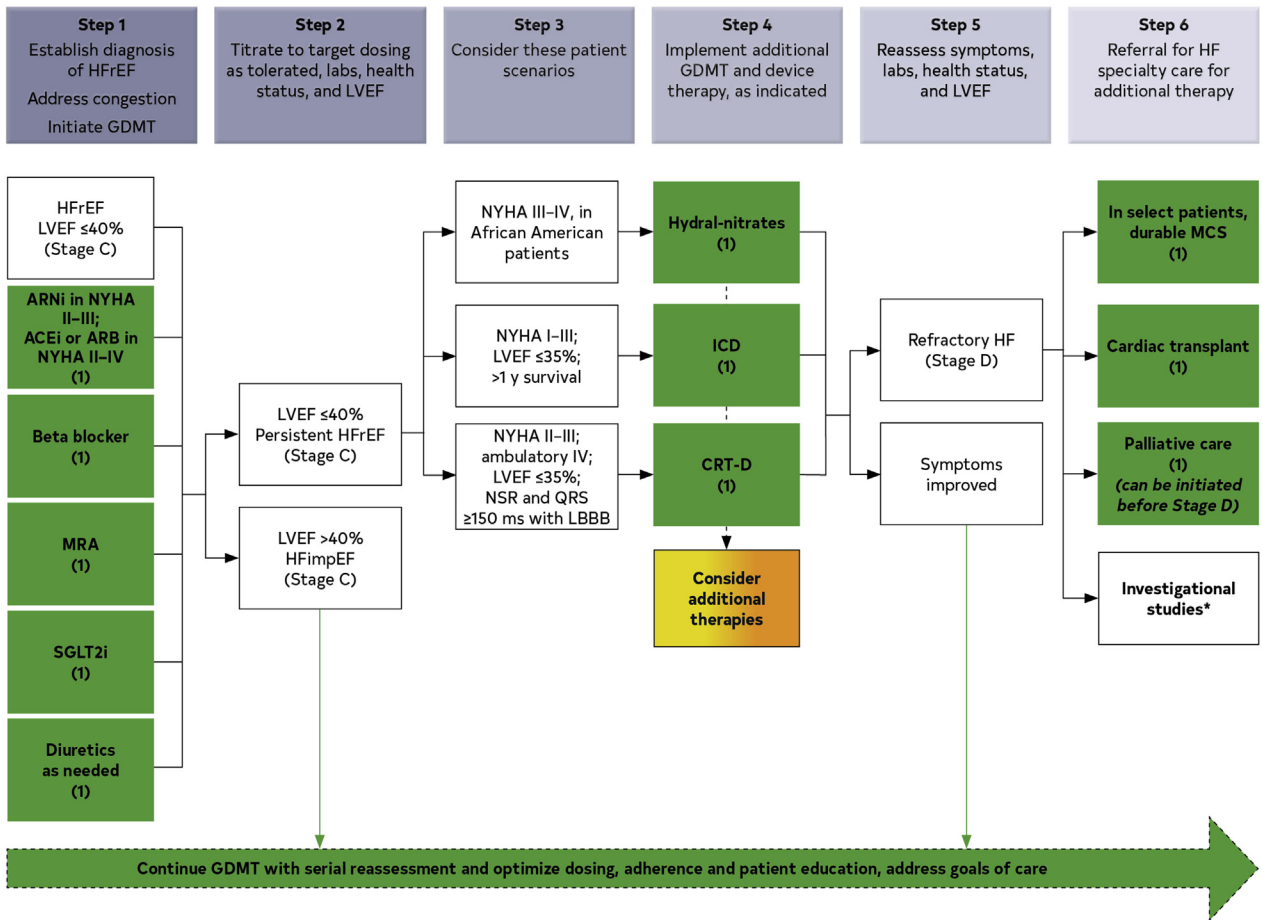 Step 1
Establish diagnosis
of HFrEF
Address congestion
Initiate GDMT
Step 2
Titrate to target dosing
as tolerated, labs, health
status, and LVEF
Step 3
Consider these patient
scenarios
Step 4
Implement additional
GDMT and device
therapy, as indicated
Step 5
Reassess symptoms,
labs, health status,
and LVEF
Step 6
Referral for HF
specialty care for
additional therapy
HFrEF
LVEF ≤40%
(Stage C)
ARNi in NYHA
II–III;
ACEi or ARB in
NYHA II–IV
(1)
Beta blocker
(1)
MRA
(1)
SGLT2i
(1)
Diuretics
as needed
(1)
LVEF ≤40%
Persistent HFrEF
(Stage C)
LVEF >40%
HFimpEF
(Stage C)
NYHA III–IV, in
African American
patients
NYHA I–III;
LVEF ≤35%;
>1 y survival
NYHA II–III;
ambulatory IV;
LVEF ≤35%;
NSR and QRS
≥150 ms with LBBB
Hydral-nitrates
(1)
ICD
(1)
CRT-D
(1)
Consider
additional
therapies
Refractory HF
(Stage D)
Symptoms
improved
In select patients,
durable MCS
(1)
Cardiac transplant
(1)
Palliative care
(1)
(can be initiated
before Stage D)
Investigational
studies*
Continue GDMT with serial reassessment and optimize dosing, adherence and patient education, address goals of care